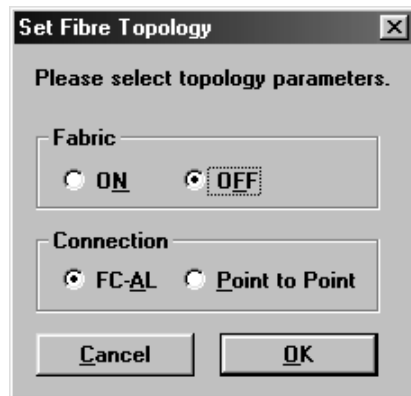 Set Fibre Topology
Please select topology parameters.
Fabric
ON OFF
Connection
FC-AL Point to Point
Cancel OK